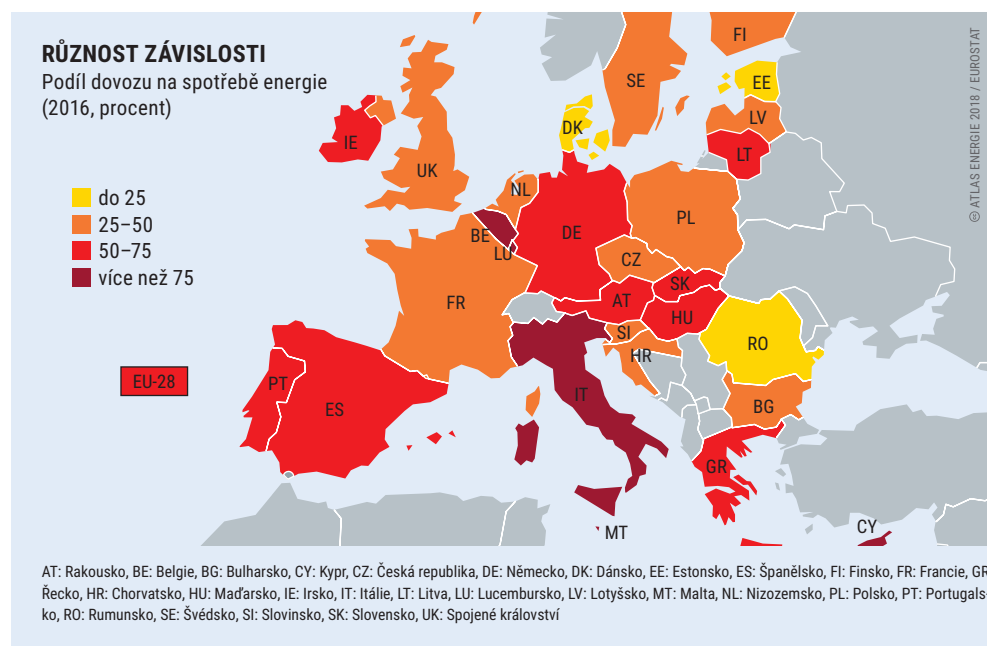 RŮZNOST ZÁVISLOSTI
Podíl dovozu na spotřebě energie
(2016, procent)
do 25
25–50
50–75
více než 75
EU-28
FI
SE
EE
LV
LT
DK
IE
UK
NL
BE
LU
DE
PL
CZ
SK
AT
HU
FR
SI
HR
RO
PT
ES
IT
BG
GR
MT
CY
© ATLAS ENERGIE 2018 / EUROSTAT
AT: Rakousko, BE: Belgie, BG: Bulharsko, CY: Kypr, CZ: Česká republika, DE: Německo, DK: Dánsko, EE: Estonsko, ES: Španělsko, FI: Finsko, FR: Francie, GR
Řecko, HR: Chorvatsko, HU: Maďarsko, IE: Irsko, IT: Itálie, LT: Litva, LU: Lucembursko, LV: Lotyšsko, MT: Malta, NL: Nizozemsko, PL: Polsko, PT: Portugals-
ko, RO: Rumunsko, SE: Švédsko, SI: Slovinsko, SK: Slovensko, UK: Spojené království